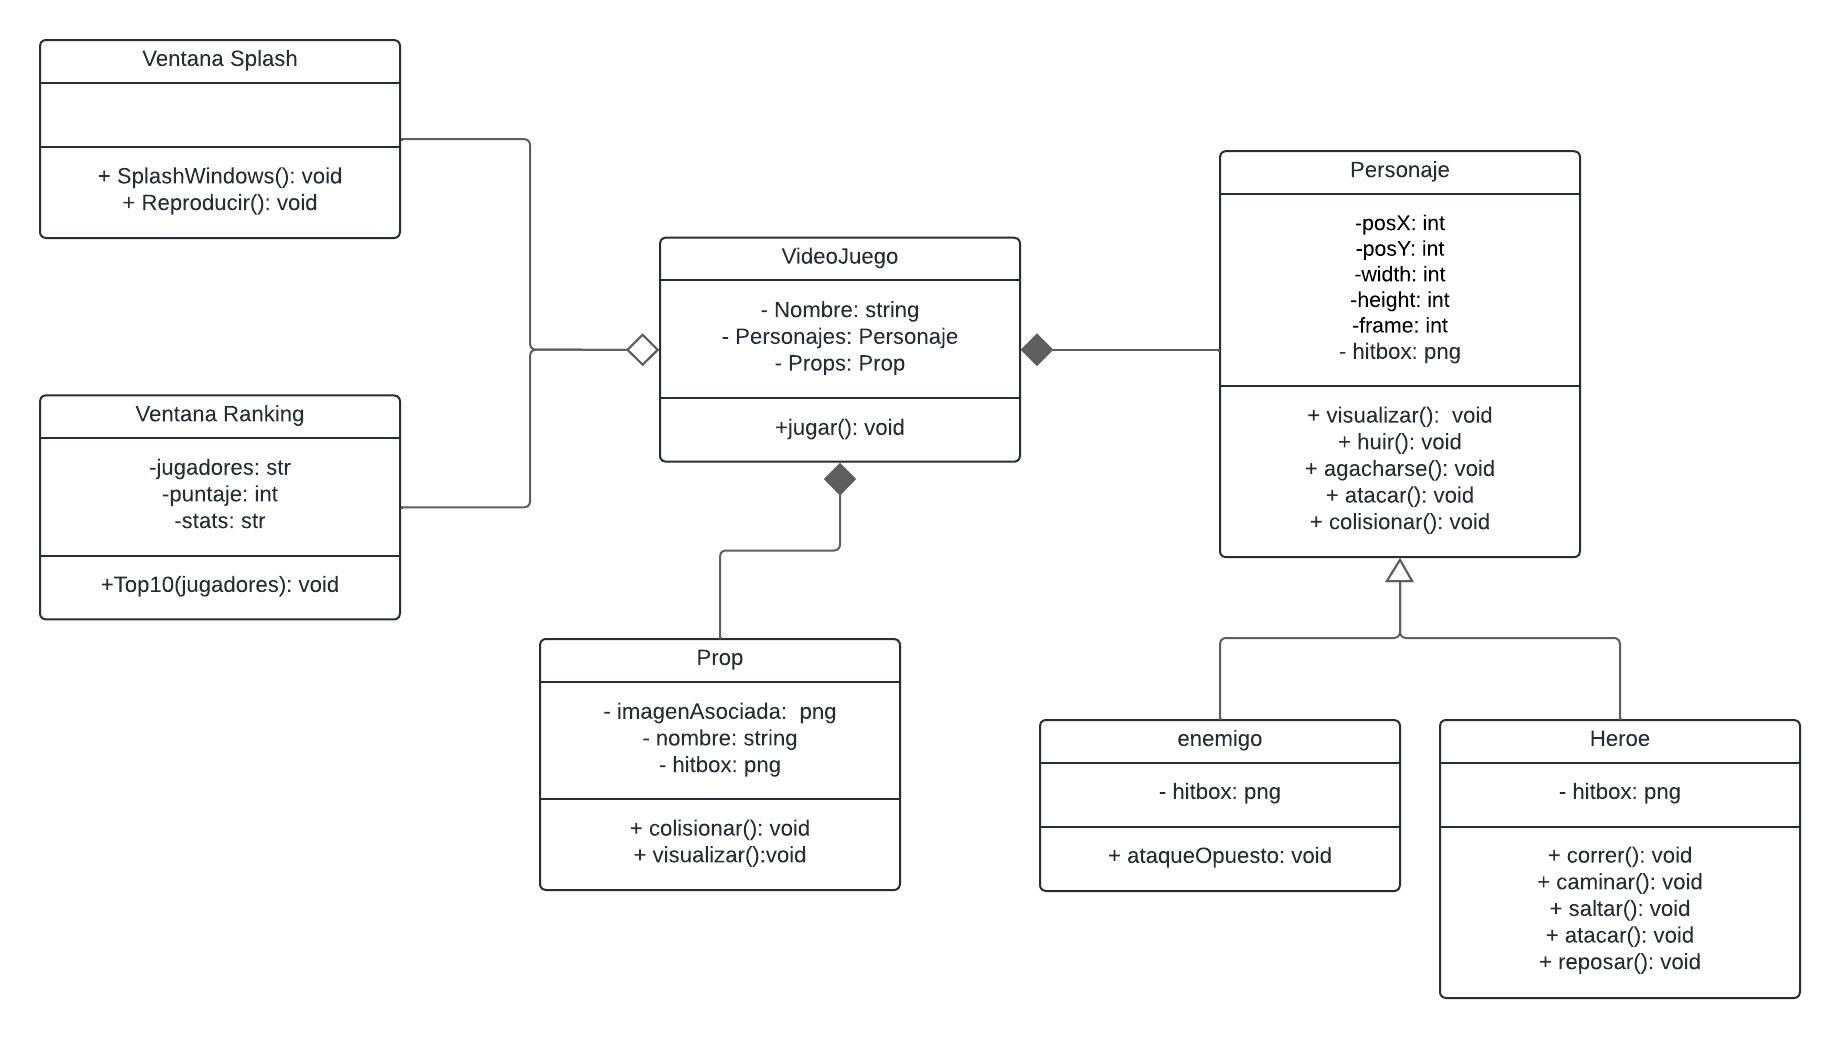 Ventana Splash
+ SplashWindows(): void
+ Reproducir(): void
Ventana Ranking
-jugadores: str
-puntaje: int
-stats: str
+Top10(jugadores): void
VideoJuego
- Nombre: string
- Personajes: Personaje
- Props: Prop
+jugar(): void
Prop
- imagenAsociada:  png
- nombre: string
- hitbox: png
+ colisionar(): void
+ visualizar():void
Personaje
-posX: int
-posY: int
-width: int
-height: int
-frame: int
- hitbox: png
+ visualizar():  void
+ huir(): void
+ agacharse(): void
+ atacar(): void
+ colisionar(): void
enemigo
- hitbox: png
+ ataqueOpuesto: void
Heroe
- hitbox: png
+ correr(): void
+ caminar(): void
+ saltar(): void
+ atacar(): void
+ reposar(): void